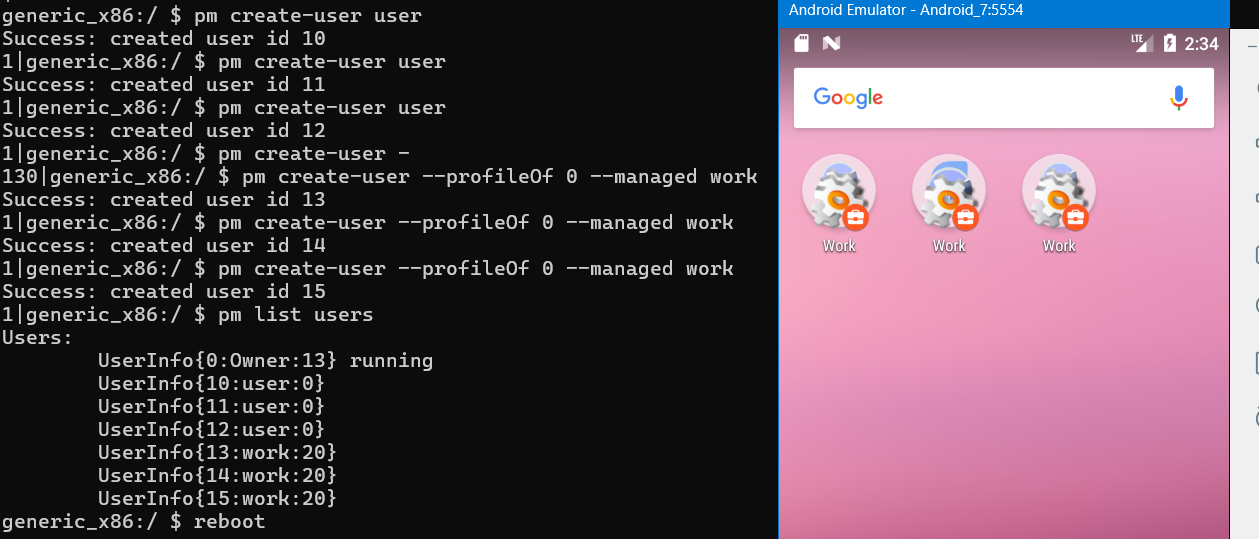 generic_x86:/ $ pm create-user user
Success: created user id 10
1|generic_x86:/ $ pm create-user user
Success: created user id 11
1|generic_x86:/ $ pm create-user user
Success: created user id 12
1|generic_x86:/ $ pm create-user -
130|generic_x86:/ $ pm create-user --profileOf 0 --managed work
Success: created user id 13
1|generic_x86:/ $ pm create-user --profileOf 0 --managed work
Success: created user id 14
1|generic_x86:/ $ pm create-user --profileOf 0 --managed work
Success: created user id 15
1|generic_x86:/ $ pm list users
Users:
UserInfo{0:Owner:13} running
UserInfo{10:user:0}
UserInfo{11:user:0}
UserInfo{12:user:0}
UserInfo{13:work:20}
UserInfo{14:work:20}
UserInfo{15:work:20}
generic_x86:/ $ reboot
Android Emulator - Android_7:5554
LTE 2:34
Google
Work Work Work